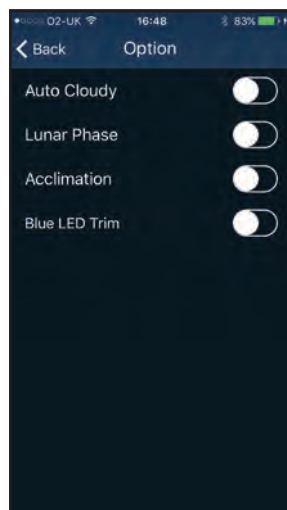 O2-UK 16:48 83%
Back Option
Auto Cloudy
Lunar Phase
Acclimation
Blue LED Trim